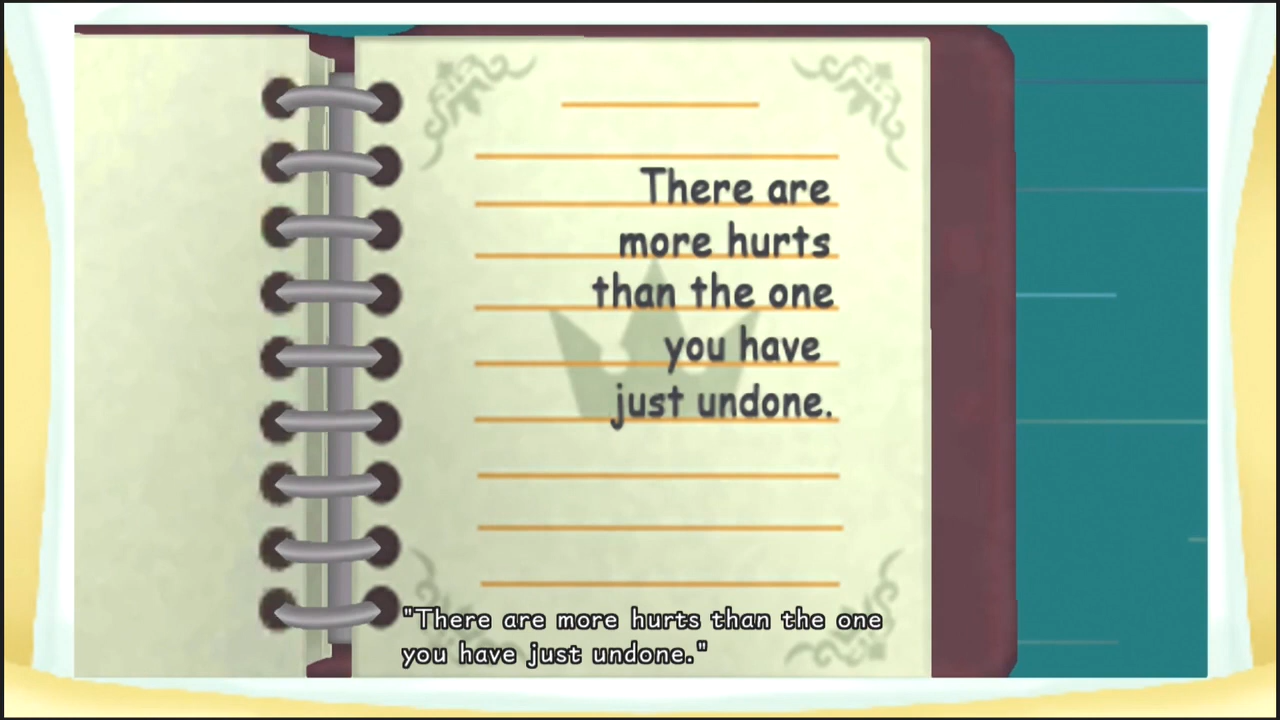 There are
more hurts
than the one
you have
just undone.
"There are more hurts than the one
you have just undone."